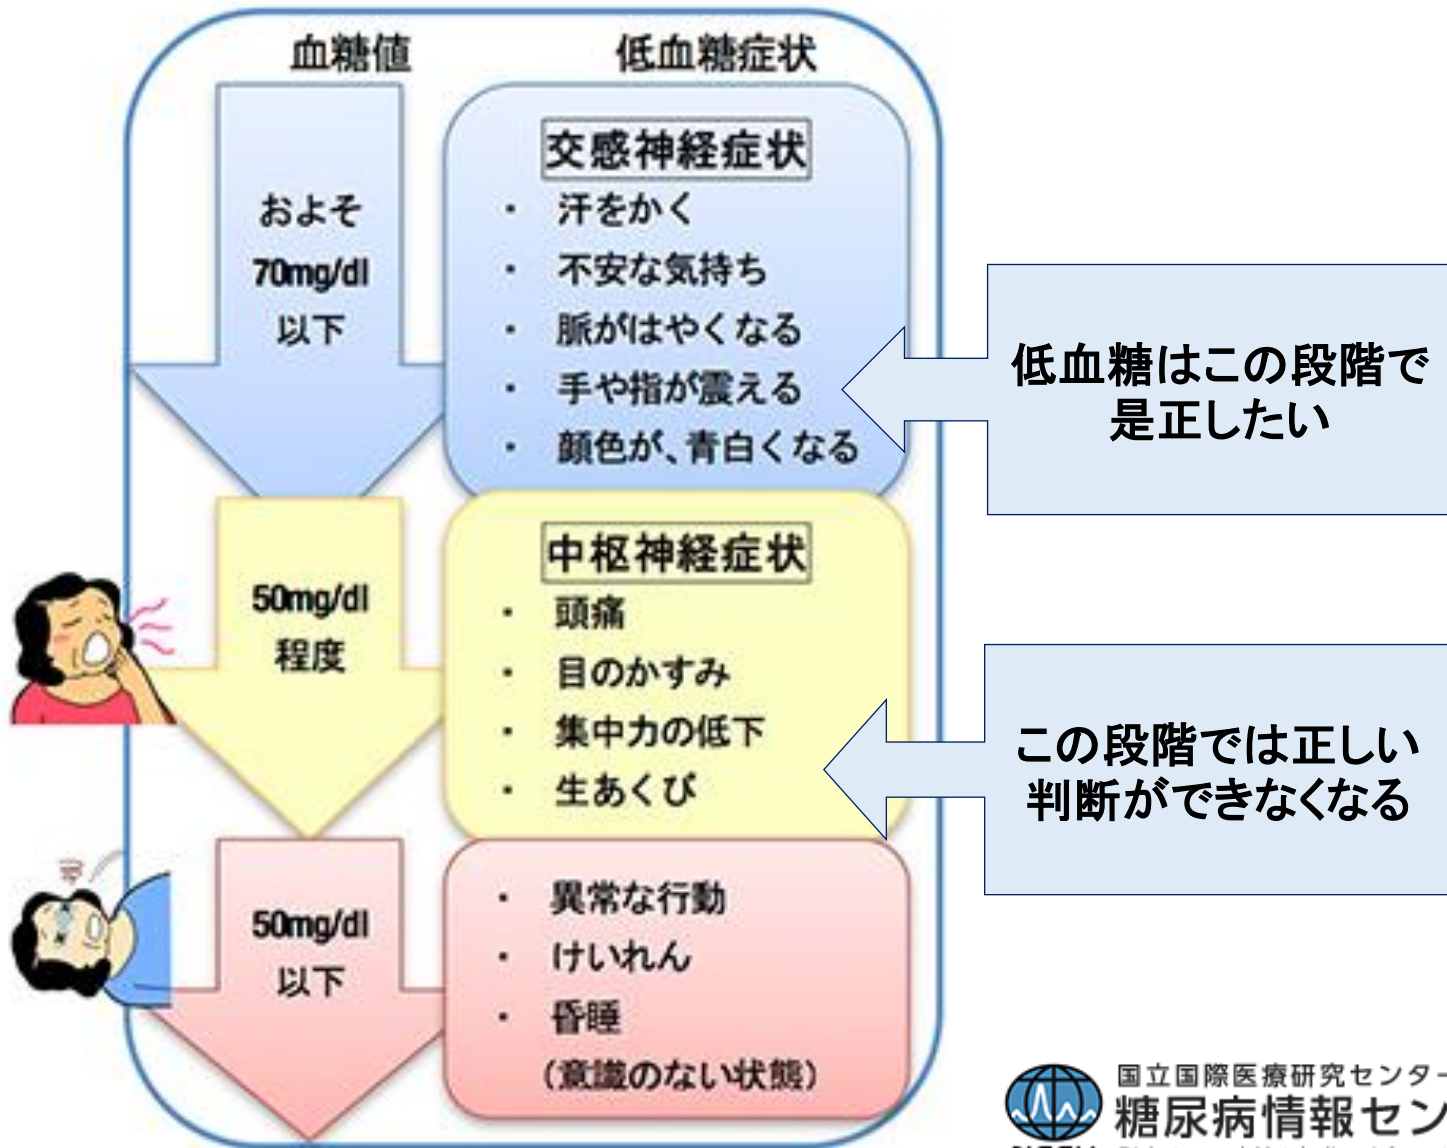 血糖値
低血糖症状
およそ
70mg/dl
以下
交感神経症状
・ 汗をかく
・ 不安な気持ち
・ 脈がはやくなる
・ 手や指が震える
・ 顔色が、青白くなる
低血糖はこの段階で
是正したい
50mg/dl
程度
中枢神経症状
・ 頭痛
・ 目のかすみ
・ 集中力の低下
・ 生あくび
この段階では正しい
判断ができなくなる
50mg/dl
以下
・ 異常な行動
・ けいれん
・ 昏睡
(意識のない状態)
国立国際医療研究センター
糖尿病情報セン